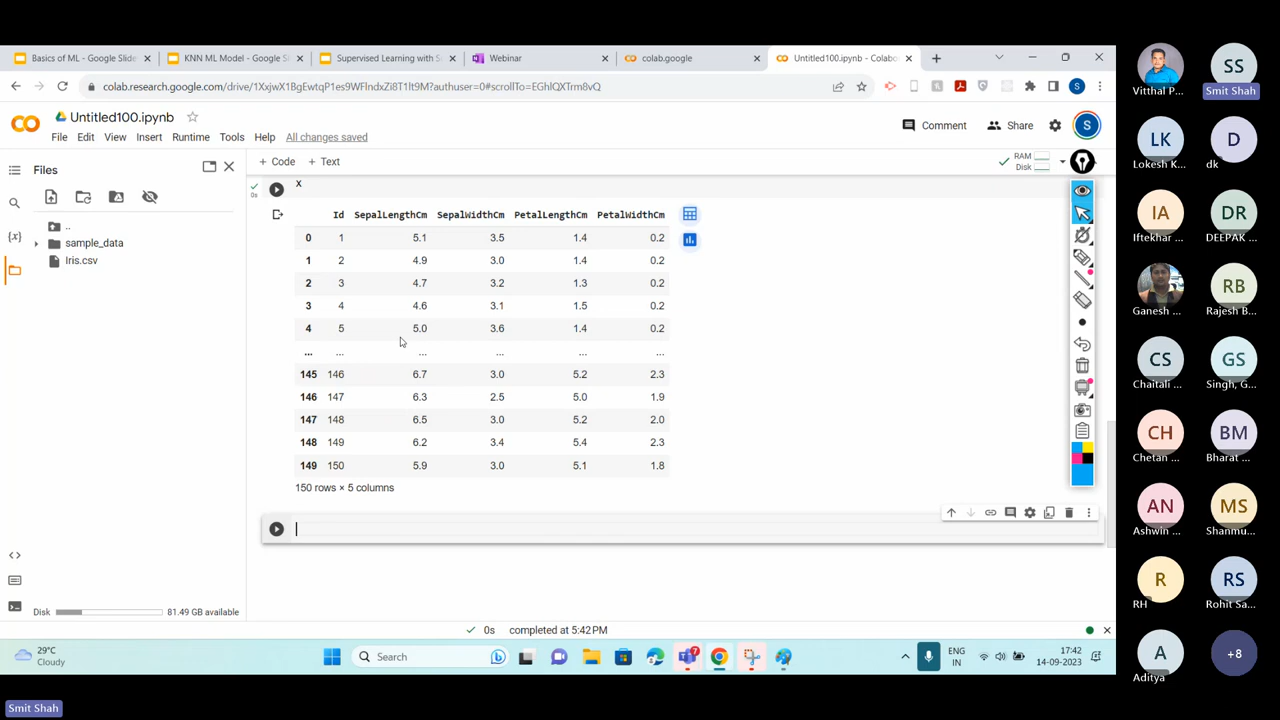 Basics of ML - Google Slide
KNN ML Model - Google S
Supervised Learning with S
Webinar
colab.google
Untitled100.ipynb - Colabo
colab.research.google.com/drive/1XxjwX1BgEwtqP1es9WFlndxZi8T1lt9M?authuser=0#scrollTo=EGhlQXTrm8vQ
Untitled100.ipynb
File Edit View Insert Runtime Tools Help All changes saved
Comment Share S
Files
+ Code + Text
RAM
Disk
..
sample_data
Iris.csv
0s
X
Id SepalLengthCm SepalWidthCm PetalLengthCm PetalWidthCm
0 1 5.1 3.5 1.4 0.2
1 2 4.9 3.0 1.4 0.2
2 3 4.7 3.2 1.3 0.2
3 4 4.6 3.1 1.5 0.2
4 5 5.0 3.6 1.4 0.2
... ... ... ... ... ...
145 146 6.7 3.0 5.2 2.3
146 147 6.3 2.5 5.0 1.9
147 148 6.5 3.0 5.2 2.0
148 149 6.2 3.4 5.4 2.3
149 150 5.9 3.0 5.1 1.8
150 rows × 5 columns
Disk 81.49 GB available
0s completed at 5:42 PM
29°C
Cloudy
Search
7
ENG
IN
17:42
14-09-2023
Vitthal P...
SS
Smit Shah
LK
Lokesh K...
D
dk
IA
Iftekhar ...
DR
DEEPAK ...
Ganesh ...
RB
Rajesh B...
CS
Chaitali ...
GS
Singh, G...
CH
Chetan ...
BM
Bharat ...
AN
Ashwin ...
MS
Shanmu...
R
RH
RS
Rohit Sa...
A
Aditya
+8
Smit Shah